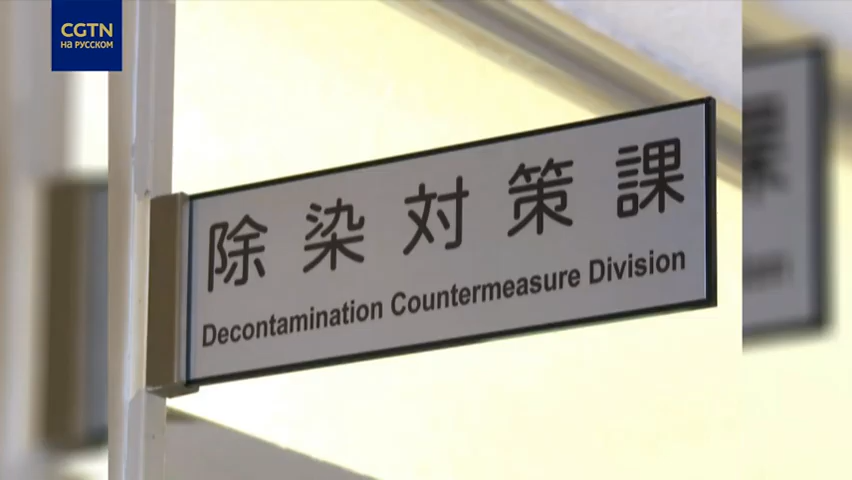 CGTN
НА РУССКОМ
除染対策課
Decontamination Countermeasure Division